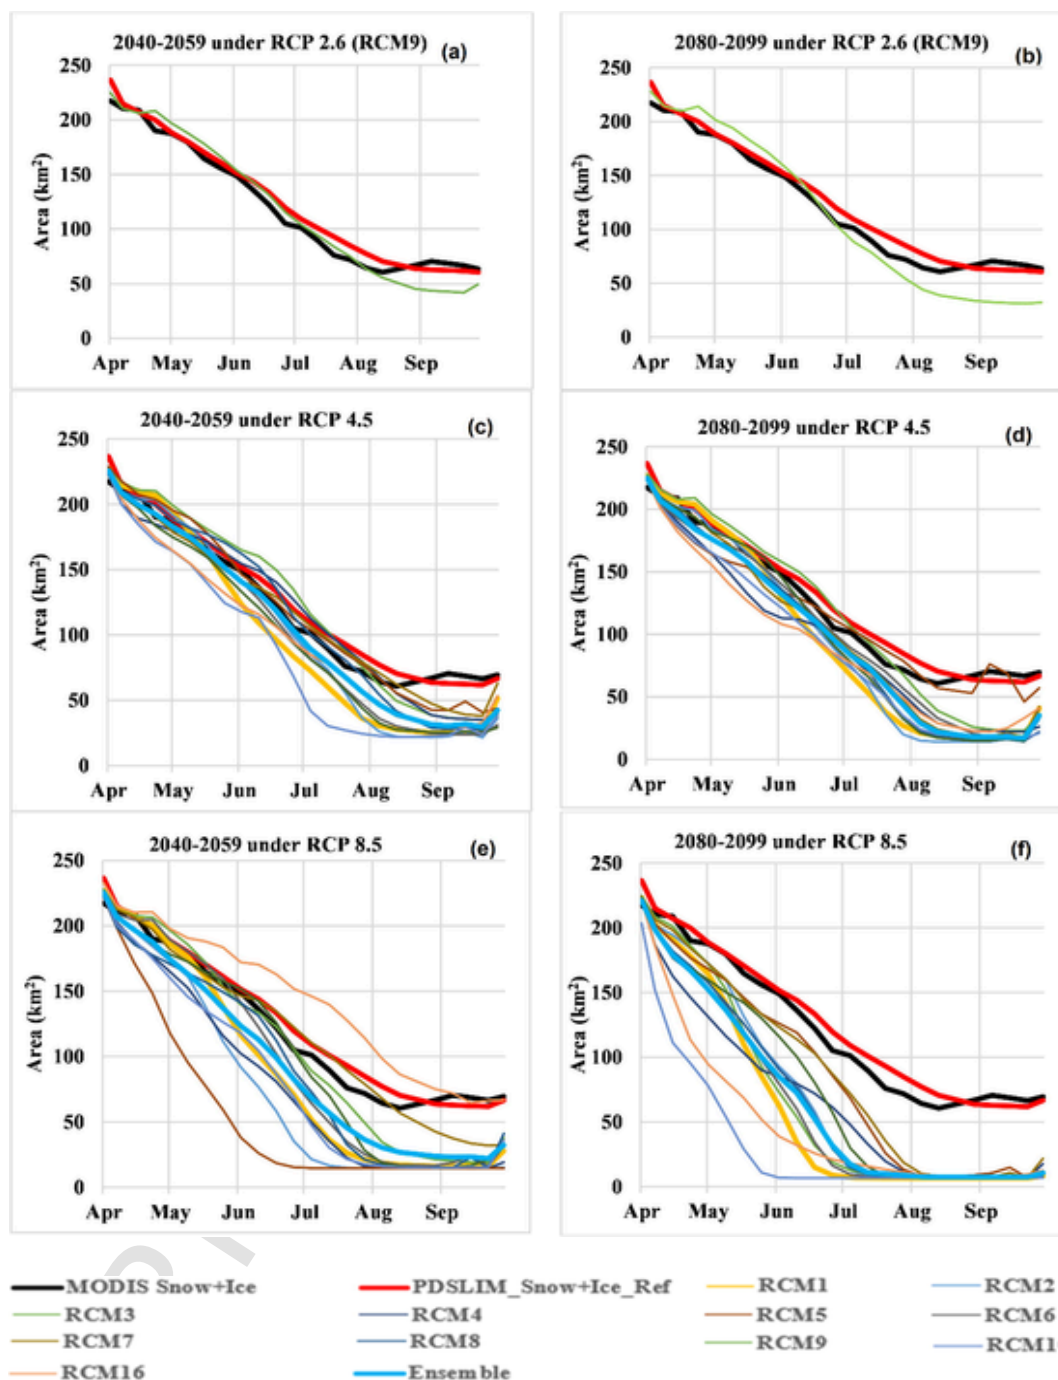 2040-2059 under RCP 2.6 (RCM9)
(a)
Area (km²)
250
200
150
100
50
0
Apr May Jun Jul Aug Sep
2080-2099 under RCP 2.6 (RCM9)
(b)
Area (km²)
250
200
150
100
50
0
Apr May Jun Jul Aug Sep
2040-2059 under RCP 4.5
(c)
Area (km²)
250
200
150
100
50
0
Apr May Jun Jul Aug Sep
2080-2099 under RCP 4.5
(d)
Area (km²)
250
200
150
100
50
0
Apr May Jun Jul Aug Sep
2040-2059 under RCP 8.5
(e)
Area (km²)
250
200
150
100
50
0
Apr May Jun Jul Aug Sep
2080-2099 under RCP 8.5
(f)
Area (km²)
250
200
150
100
50
0
Apr May Jun Jul Aug Sep
MODIS Snow+Ice PDSLIM_Snow+Ice_Ref RCM1 RCM2
RCM3 RCM4 RCM5 RCM6
RCM7 RCM8 RCM9 RCM1
RCM16 Ensemble